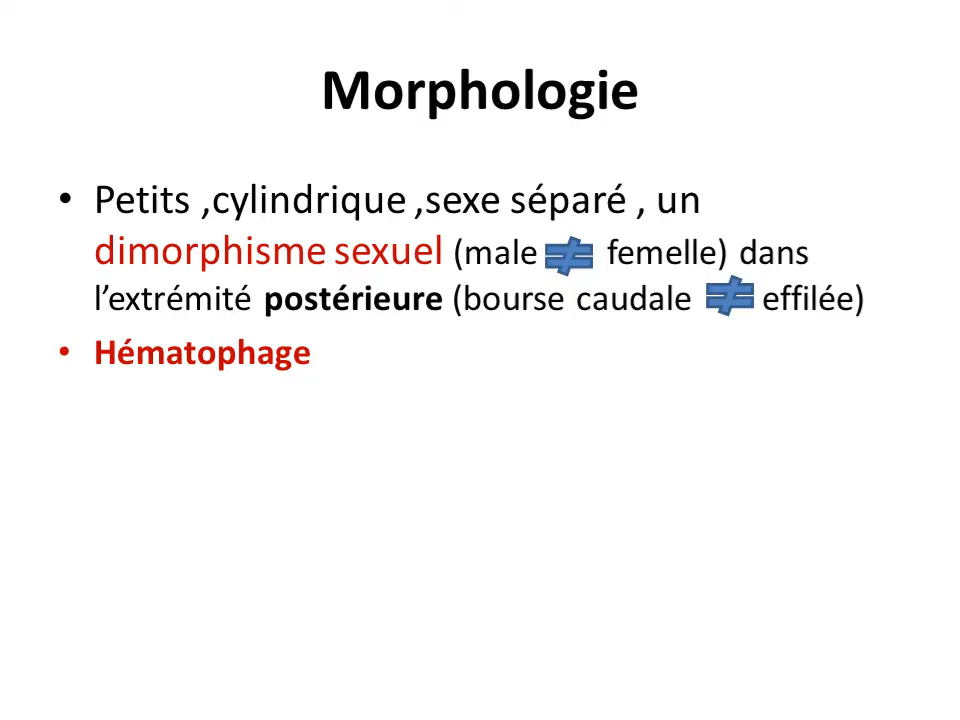 Morphologie
• Petits ,cylindrique ,sexe séparé , un
dimorphisme sexuel (male ≠ femelle) dans
l’extrémité postérieure (bourse caudale ≠ effilée)
• Hématophage